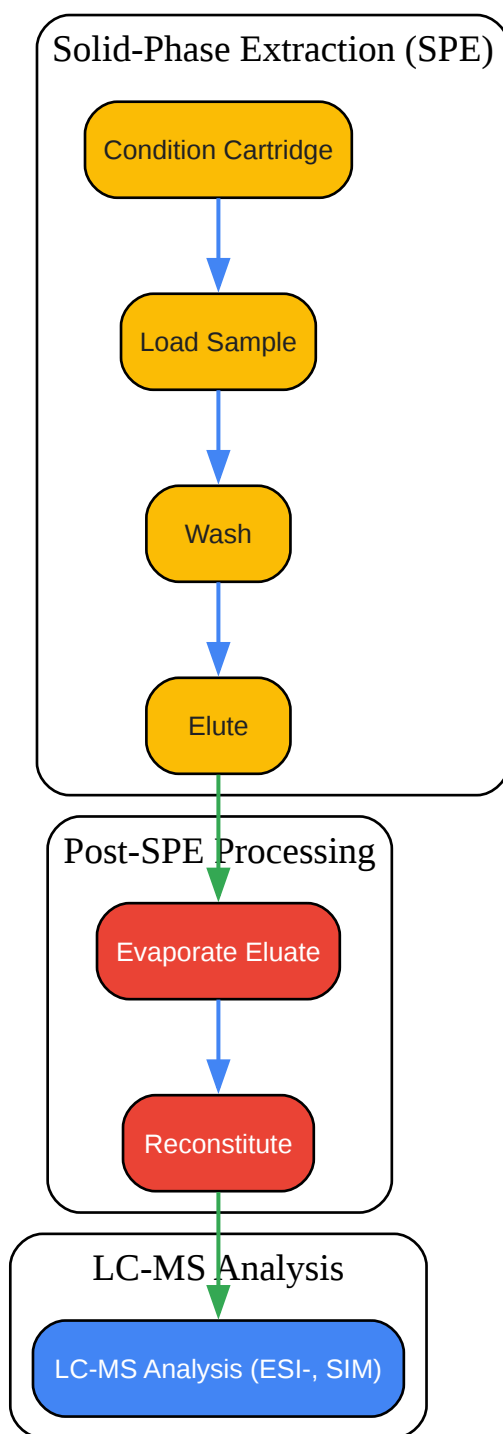 Solid-Phase Extraction (SPE)
Condition Cartridge
Load Sample
Wash
Elute
Post-SPE Processing
Evaporate Eluate
Reconstitute
LC-MS Analysis
LC-MS Analysis (ESI-, SIM)